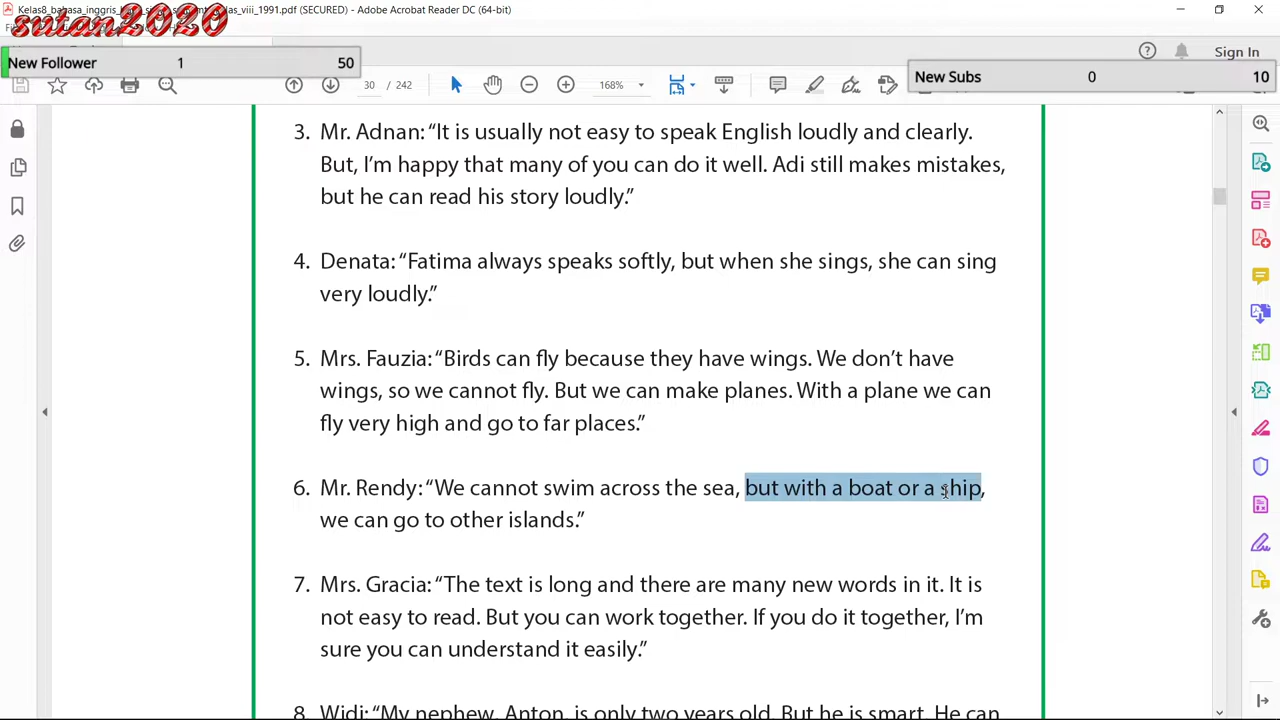 Kelas8_bahasa_inggris_
_viii_1991.pdf (SECURED) - Adobe Acrobat Reader DC (64-bit)
sutan2020
Sign In
New Follower 1 50
New Subs 0 10
30 / 242
168%
3. Mr. Adnan: “It is usually not easy to speak English loudly and clearly.
But, I’m happy that many of you can do it well. Adi still makes mistakes,
but he can read his story loudly.”
4. Denata: “Fatima always speaks softly, but when she sings, she can sing
very loudly.”
5. Mrs. Fauzia: “Birds can fly because they have wings. We don’t have
wings, so we cannot fly. But we can make planes. With a plane we can
fly very high and go to far places.”
6. Mr. Rendy: “We cannot swim across the sea, but with a boat or a ship,
we can go to other islands.”
7. Mrs. Gracia: “The text is long and there are many new words in it. It is
not easy to read. But you can work together. If you do it together, I’m
sure you can understand it easily.”
8. Widi: “My nephew, Anton, is only two years old. But he is smart. He can